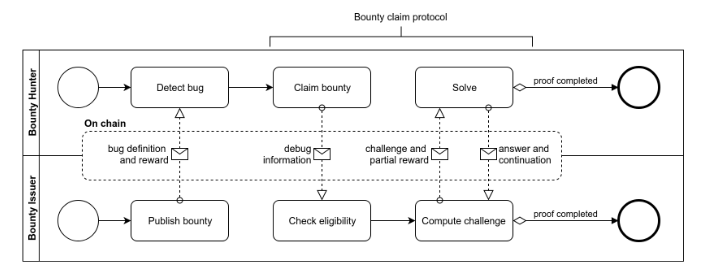 Bounty claim protocol
Bounty Hunter
Detect bug
Claim bounty
Solve
proof completed
On chain
bug definition
and reward
debug
information
challenge and
partial reward
answer and
continuation
Bounty Issuer
Publish bounty
Check eligibility
Compute challenge
proof completed